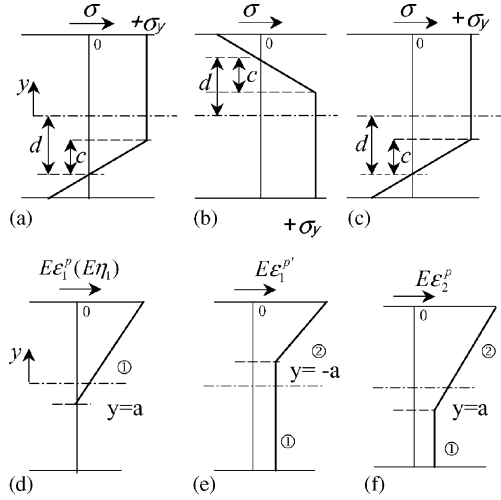 σ
+σy
0
y
d
c
(a)
σ
0
d
c
+σy
(b)
σ
+σy
0
d
c
(c)
Eε₁ᵖ(Eη₁)
0
①
y
y=a
(d)
Eε₁ᵖ'
0
②
y= -a
①
(e)
Eε₂ᵖ
0
②
y=a
①
(f)